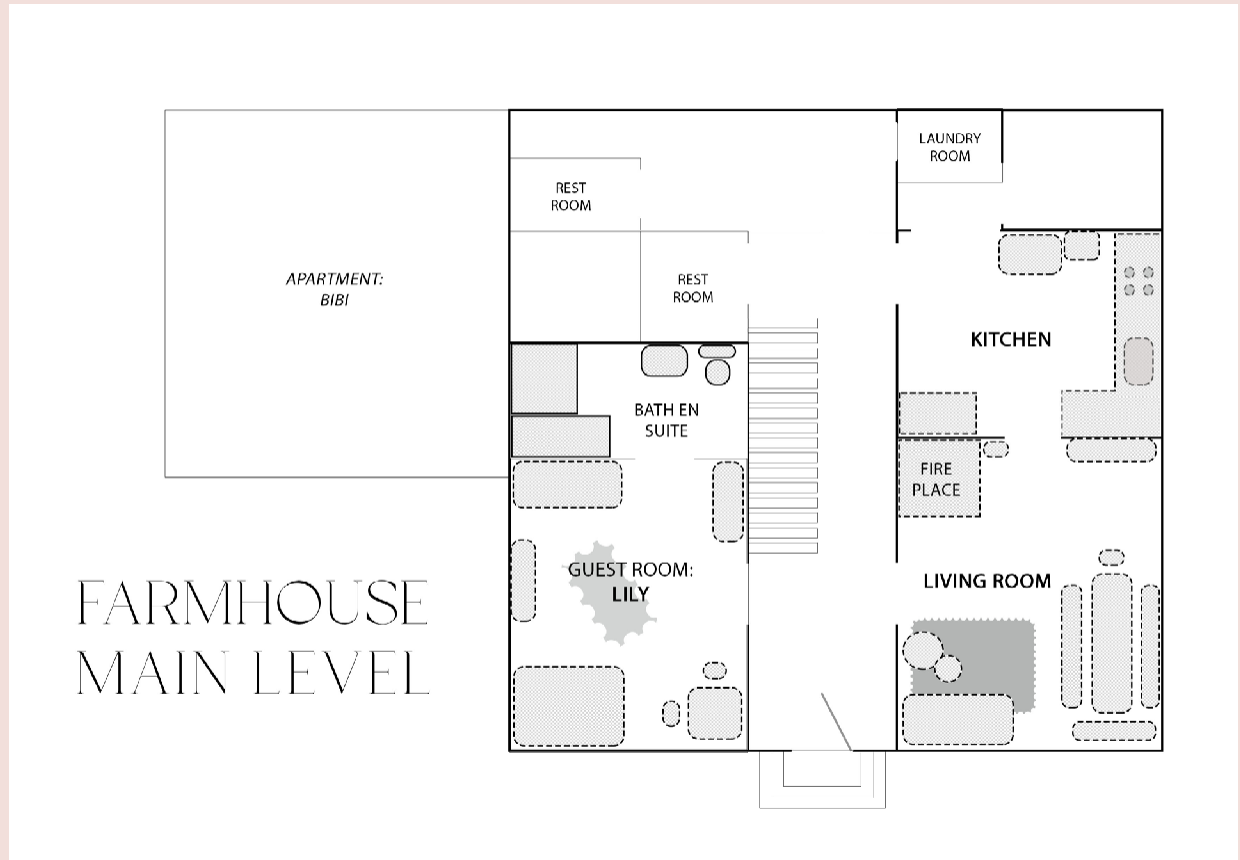 LAUNDRY
ROOM
REST
ROOM
APARTMENT:
BIBI
REST
ROOM
KITCHEN
BATH EN
SUITE
FIRE
PLACE
GUEST ROOM:
LILY
LIVING ROOM
FARMHOUSE
MAIN LEVEL